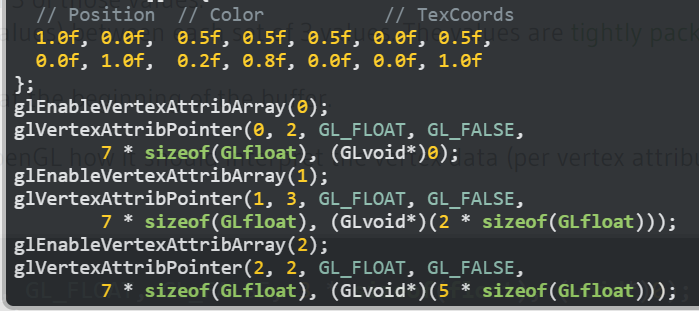 // Position  // Color            // TexCoords
1.0f, 0.0f,  0.5f, 0.5f, 0.5f, 0.0f, 0.5f,
0.0f, 1.0f,  0.2f, 0.8f, 0.0f, 0.0f, 1.0f
};
glEnableVertexAttribArray(0);
glVertexAttribPointer(0, 2, GL_FLOAT, GL_FALSE,
7 * sizeof(GLfloat), (GLvoid*)0);
glEnableVertexAttribArray(1);
glVertexAttribPointer(1, 3, GL_FLOAT, GL_FALSE,
7 * sizeof(GLfloat), (GLvoid*)(2 * sizeof(GLfloat)));
glEnableVertexAttribArray(2);
glVertexAttribPointer(2, 2, GL_FLOAT, GL_FALSE,
7 * sizeof(GLfloat), (GLvoid*)(5 * sizeof(GLfloat)));